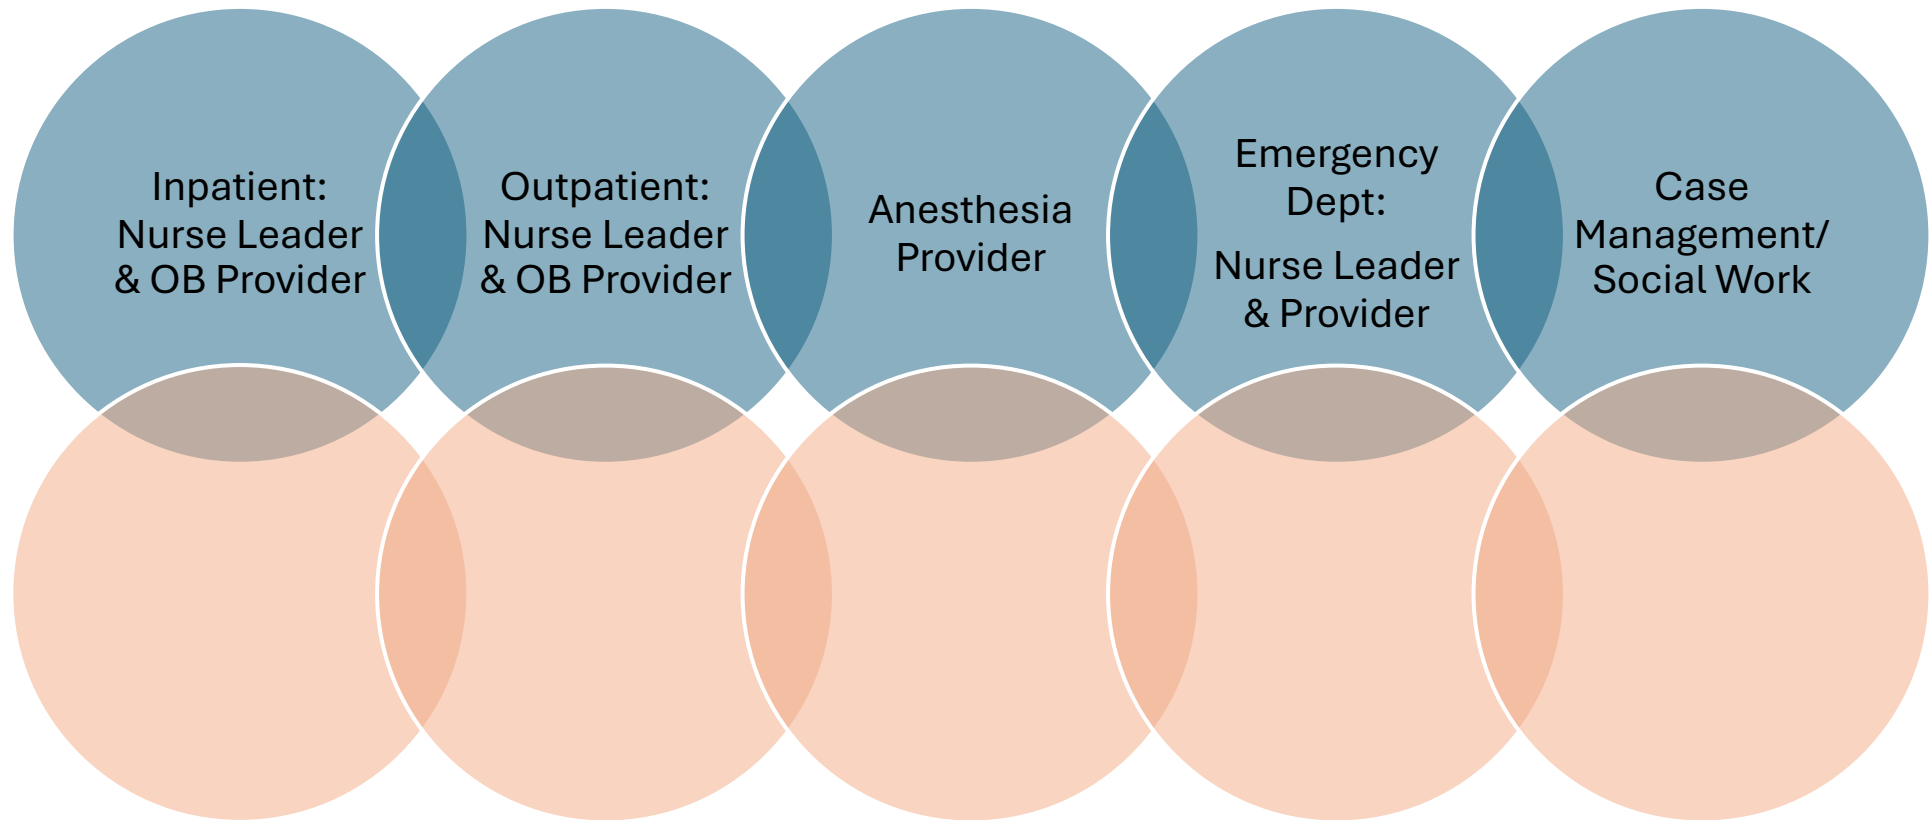 Inpatient:
Nurse Leader
& OB Provider
Outpatient:
Nurse Leader
& OB Provider
Anesthesia
Provider
Emergency
Dept:
Nurse Leader
& Provider
Case
Management/
Social Work